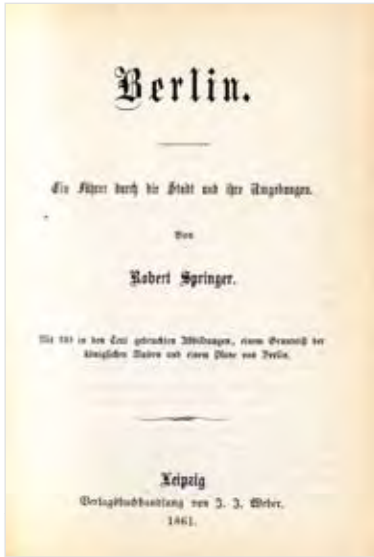 Berlin.
Ein Führer durch die Stadt und ihre Umgebungen.
Von
Robert Springer.
Mit in den Text gedruckten Abbildungen, einem Grundriß der
königlichen Museen und einem Plane von Berlin.
Leipzig
Verlagsbuchhandlung von J. J. Weber.
1861.